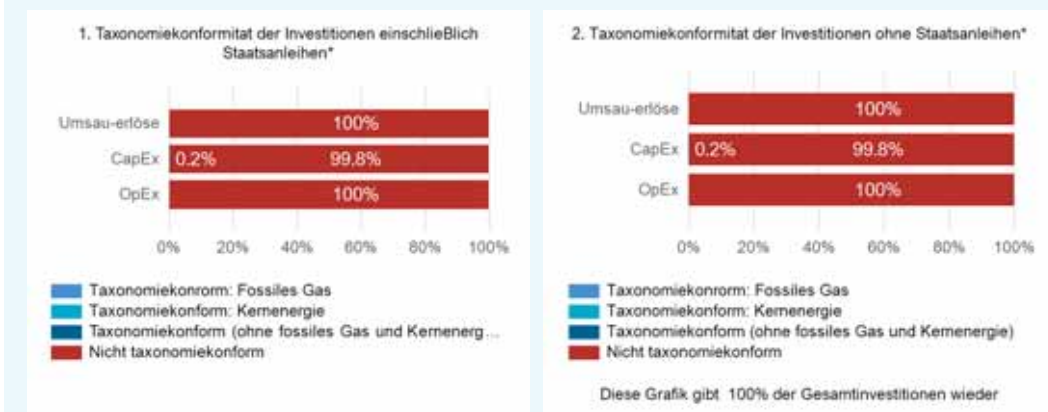 1. Taxonomiekonformitat der Investitionen einschlieBlich
Staatsanleihen*
Umsau-erlöse
100%
CapEx
0.2%
99.8%
OpEx
100%
0%
20%
40%
60%
80%
100%
Taxonomiekonrorm: Fossiles Gas
Taxonomiekonform: Kernenergie
Taxonomiekonform (ohne fossiles Gas und Kernenerg...
Nicht taxonomiekonform
2. Taxonomiekonformitat der Investitionen ohne Staatsanleihen*
Umsau-erlöse
100%
CapEx
0.2%
99.8%
OpEx
100%
0%
20%
40%
60%
80%
100%
Taxonomiekonrorm: Fossiles Gas
Taxonomiekonform: Kernenergie
Taxonomiekonform (ohne fossiles Gas und Kernenergie)
Nicht taxonomiekonform
Diese Grafik gibt 100% der Gesamtinvestitionen wieder